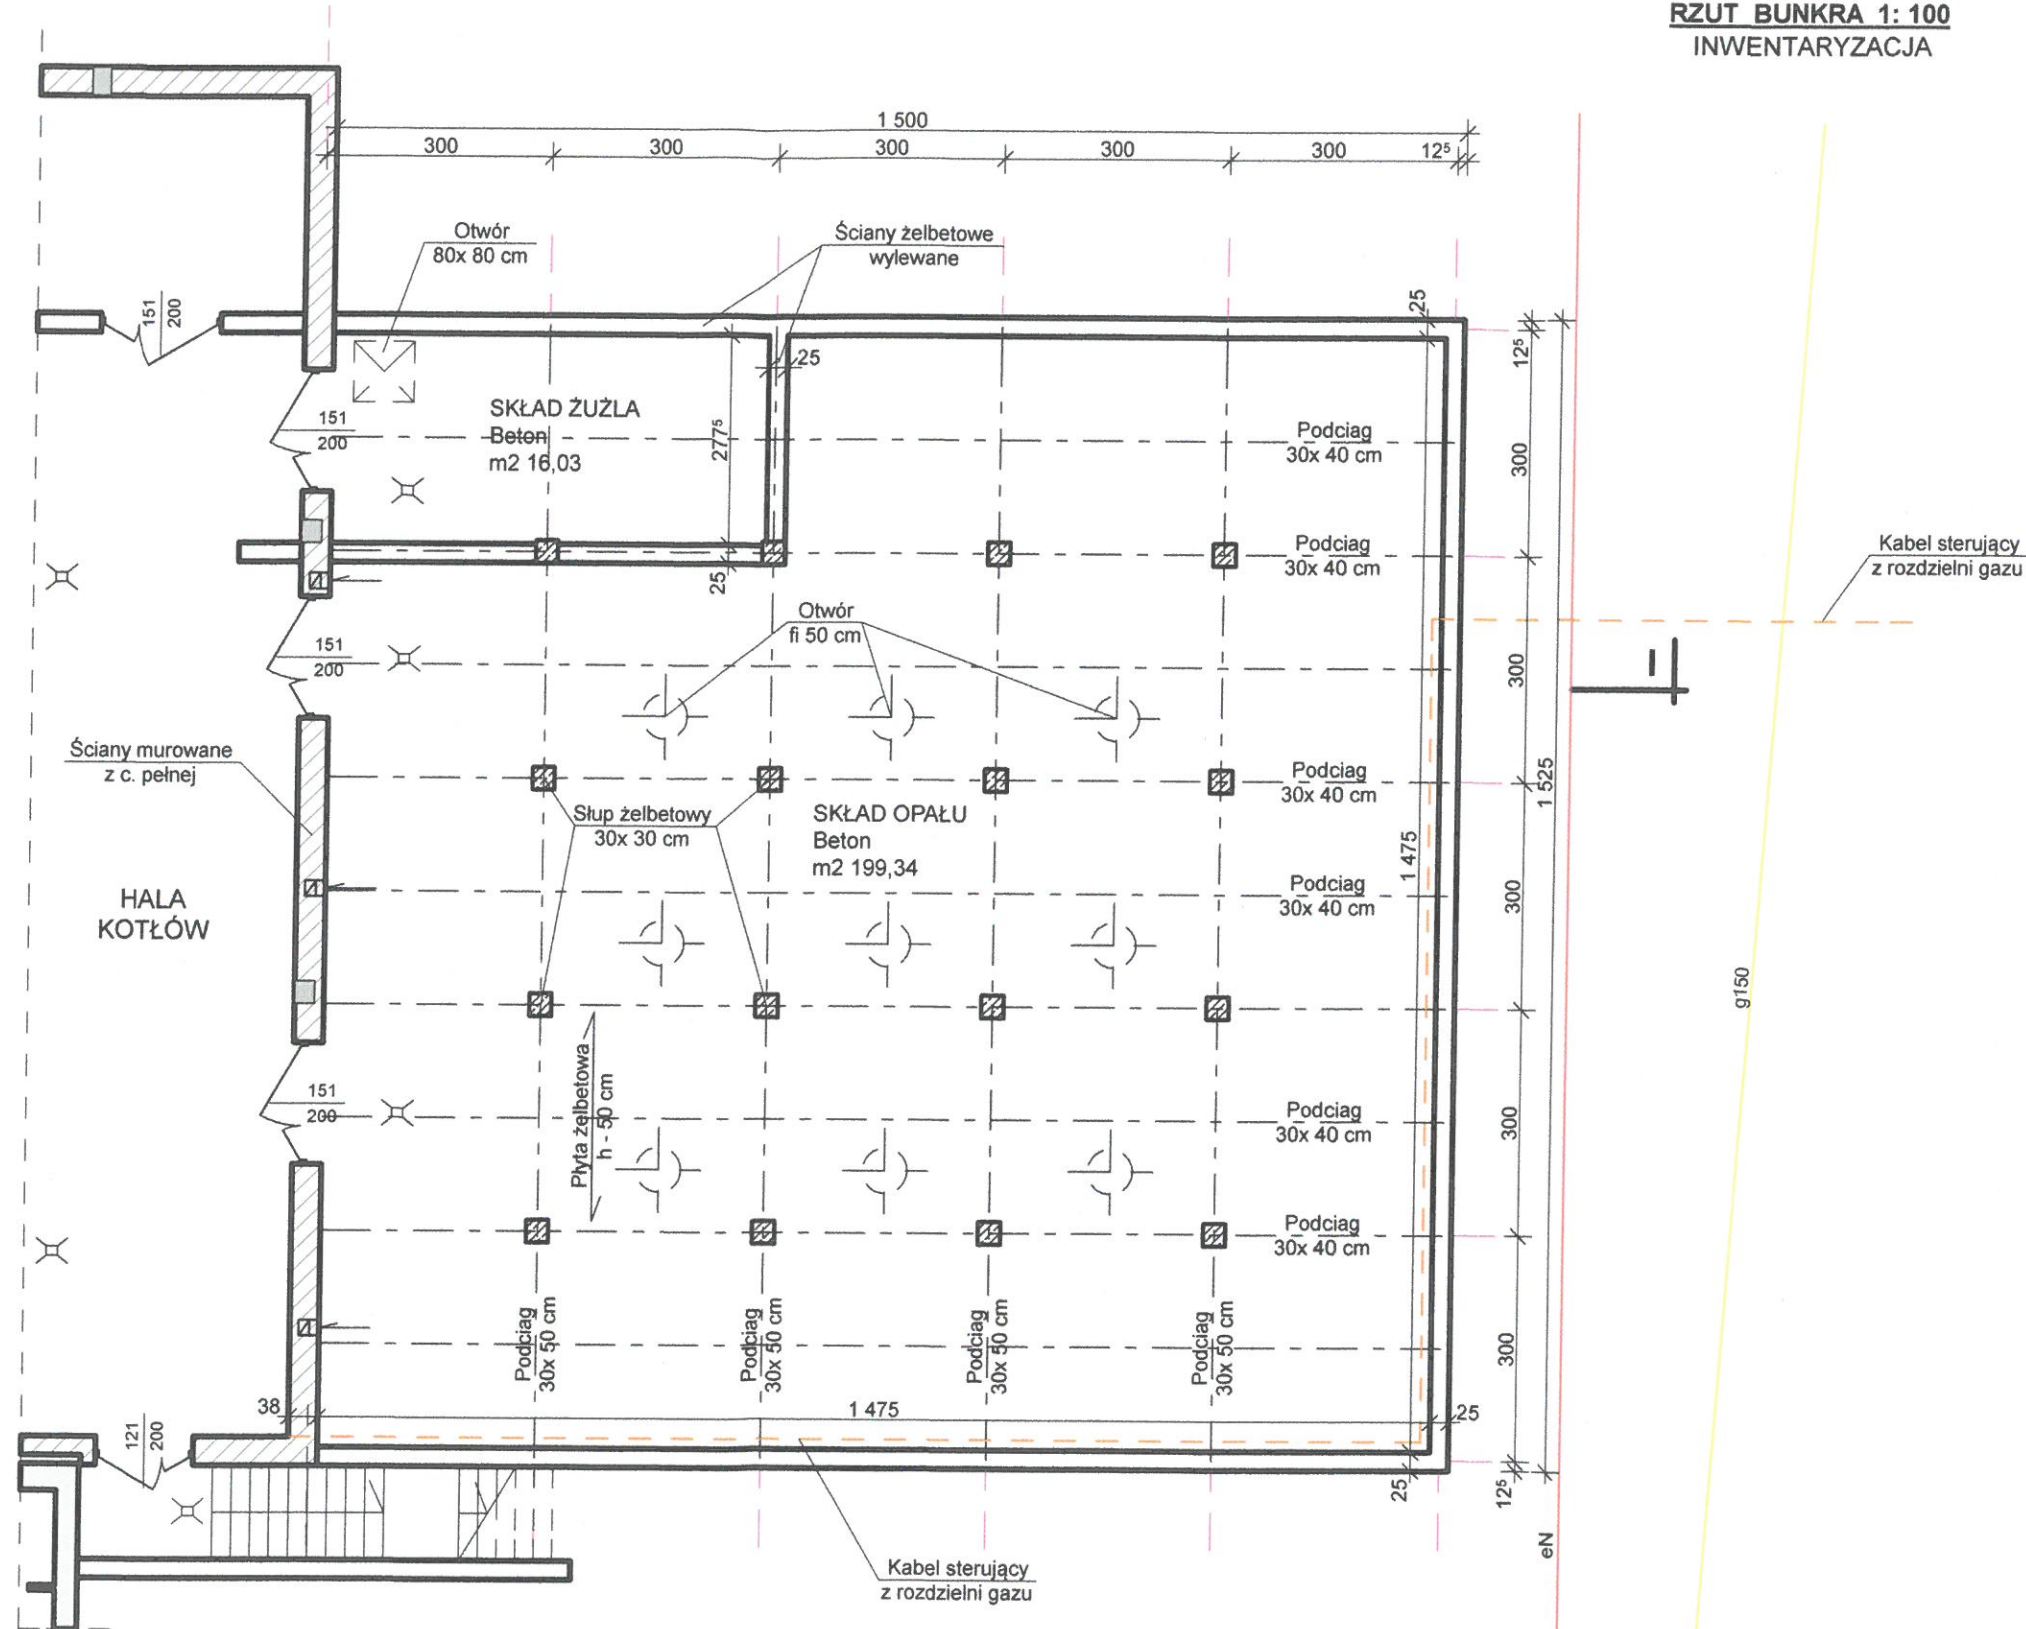 RZUT BUNKRA 1: 100
INWENTARYZACJA
1 500
300
300
300
300
300
12⁵
Otwór
80x 80 cm
Ściany żelbetowe
wylewane
151
200
25
12⁵
25
SKŁAD ŻUŻLA
Beton
m2 16,03
151
200
277⁵
Podciag
30x 40 cm
300
25
Podciag
30x 40 cm
Kabel sterujący
z rozdzielni gazu
Otwór
fi 50 cm
151
200
300
Ściany murowane
z c. pełnej
Słup żelbetowy
30x 30 cm
SKŁAD OPAŁU
Beton
m2 199,34
Podciag
30x 40 cm
1 525
1 475
HALA
KOTŁÓW
Podciag
30x 40 cm
300
g150
Płyta żelbetowa
h - 50 cm
151
200
Podciag
30x 40 cm
300
Podciag
30x 40 cm
Podciag
30x 50 cm
Podciag
30x 50 cm
Podciag
30x 50 cm
Podciag
30x 50 cm
300
38
1 475
25
121
200
25
12⁵
eN
Kabel sterujący
z rozdzielni gazu